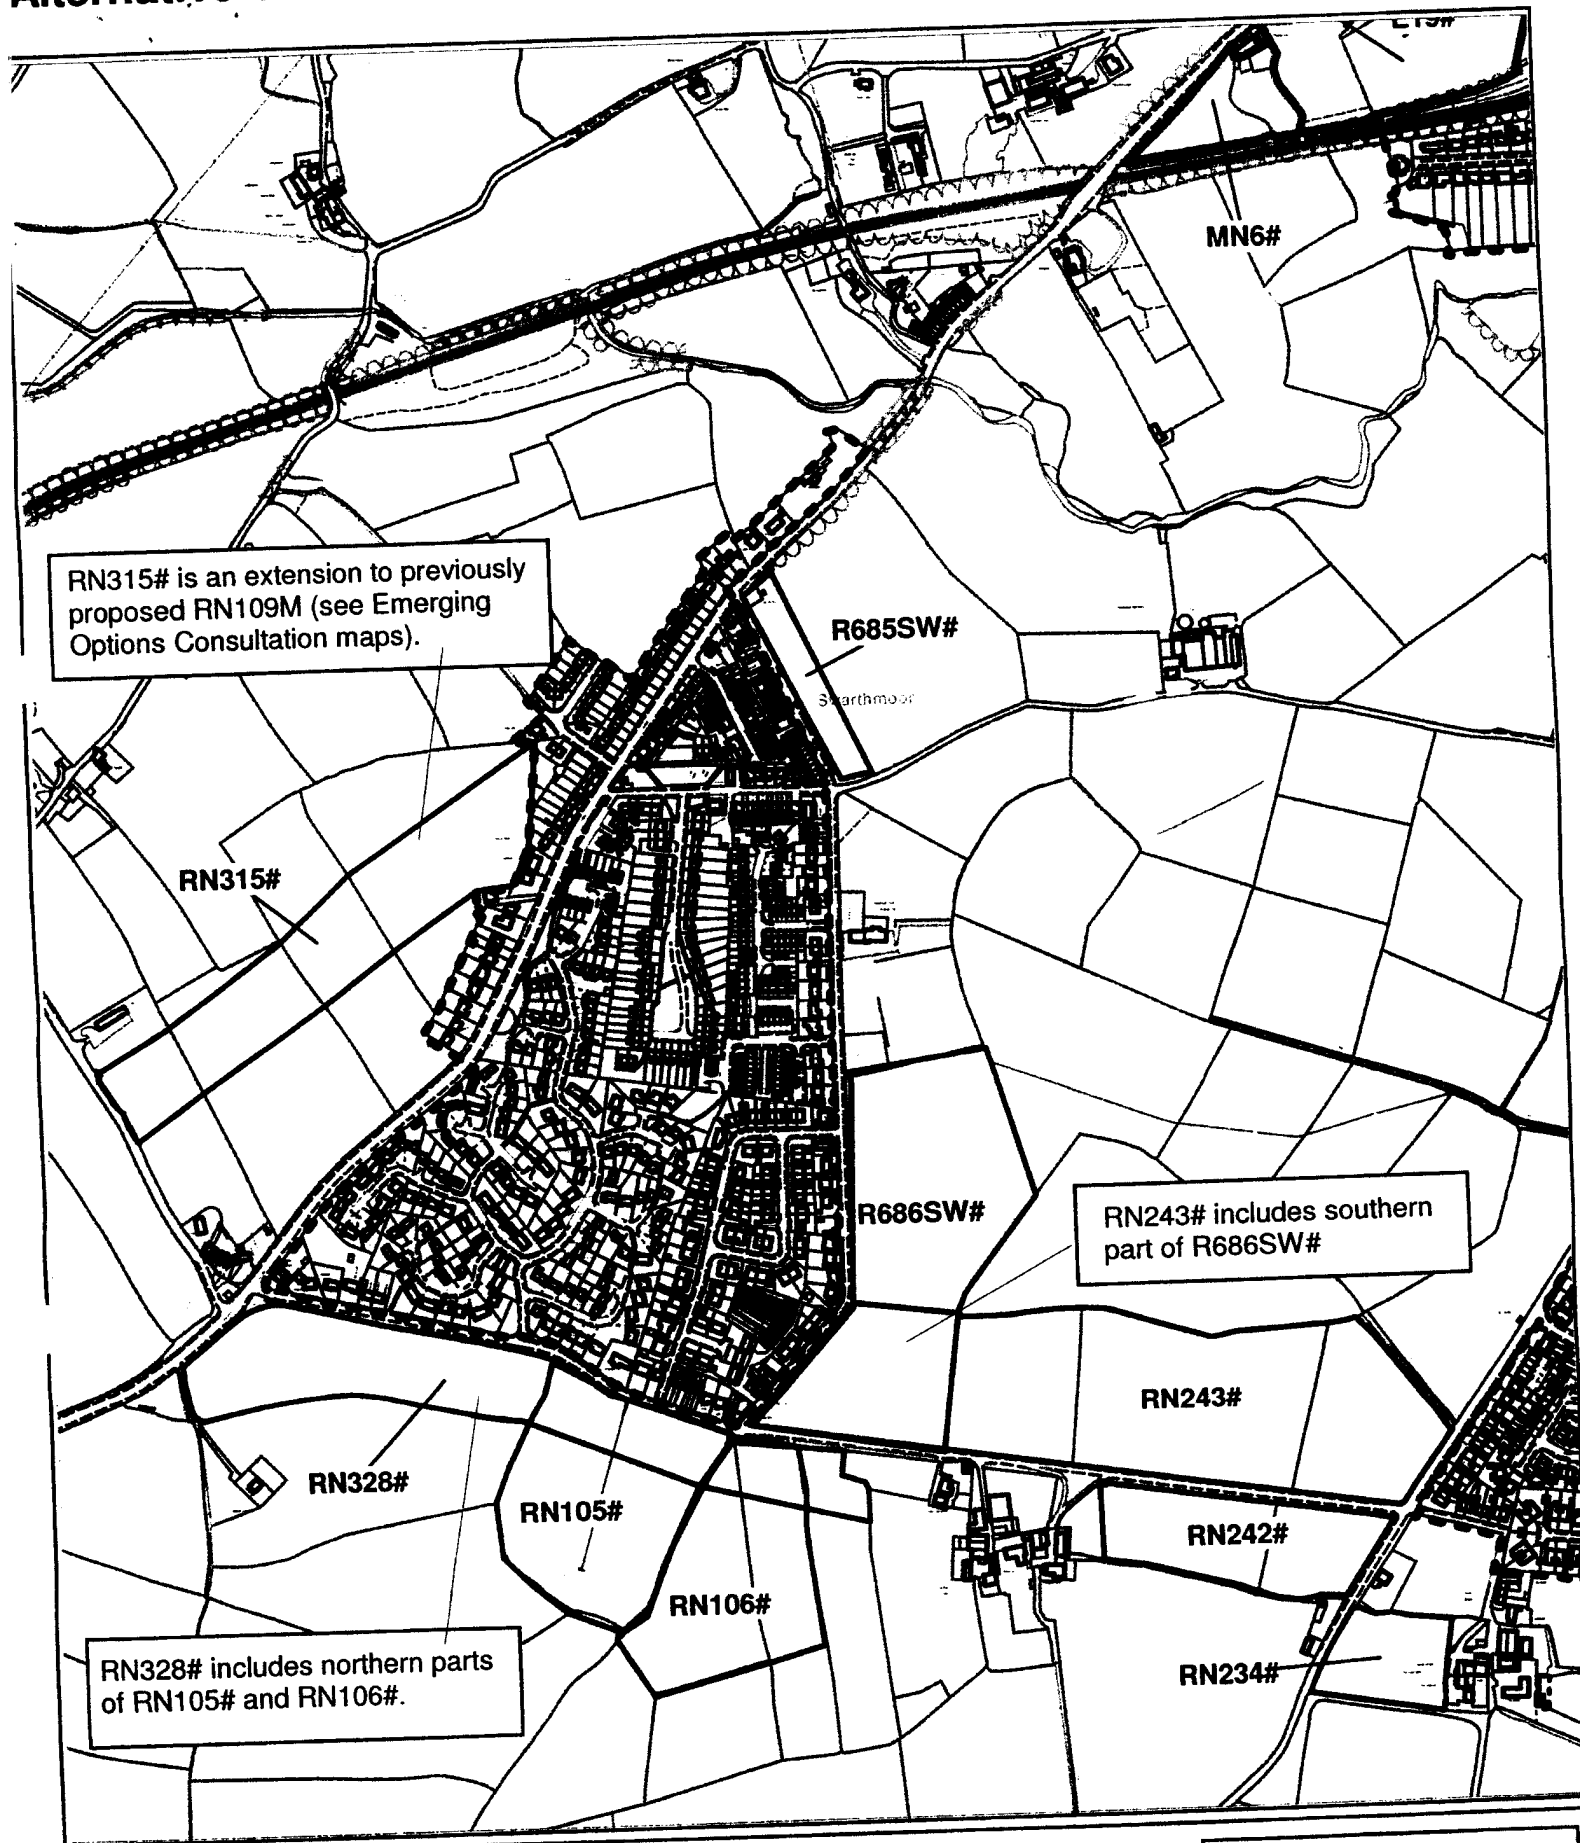 MN6#
RN315# is an extension to previously
proposed RN109M (see Emerging
Options Consultation maps).
R685SW#
Swarthmoor
RN315#
R686SW#
RN243# includes southern
part of R686SW#
RN243#
RN328#
RN105#
RN242#
RN106#
RN328# includes northern parts
of RN105# and RN106#.
RN234#